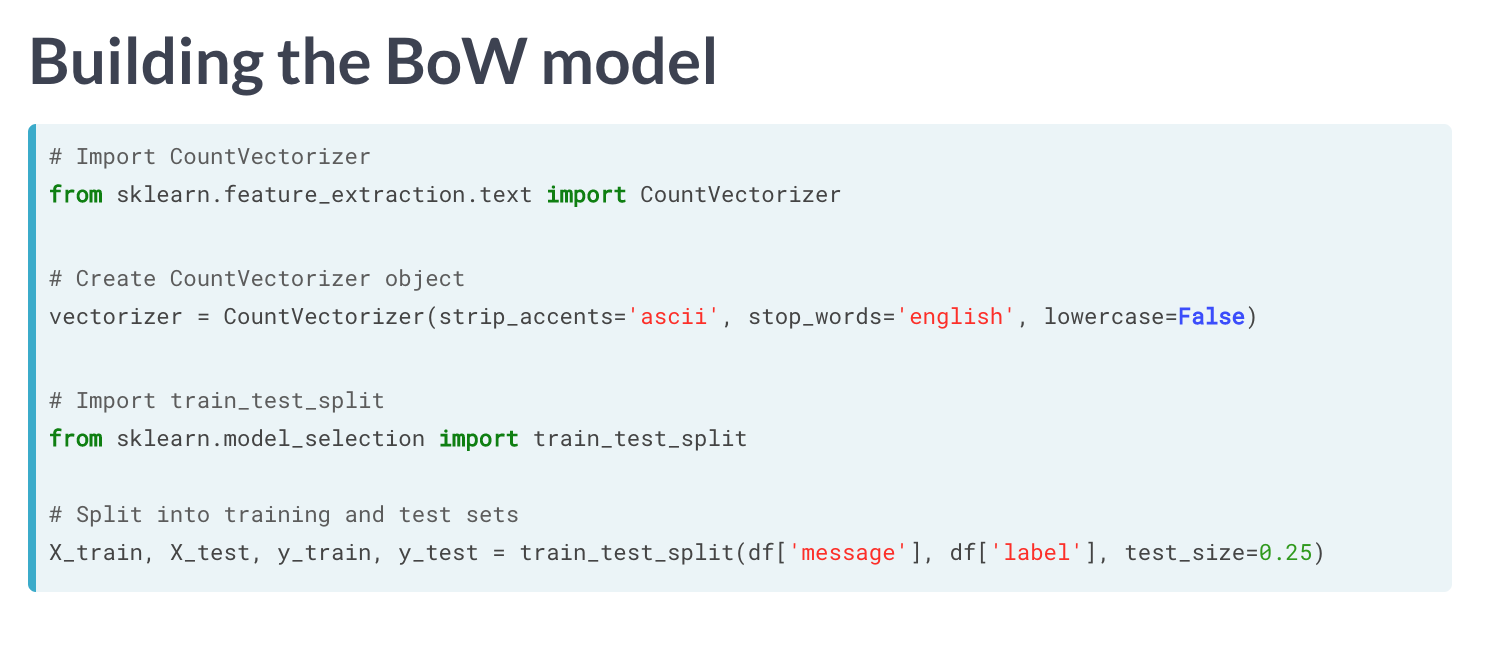 Building the BoW model
# Import CountVectorizer
from sklearn.feature_extraction.text import CountVectorizer
# Create CountVectorizer object
vectorizer = CountVectorizer(strip_accents='ascii', stop_words='english', lowercase=False)
# Import train_test_split
from sklearn.model_selection import train_test_split
# Split into training and test sets
X_train, X_test, y_train, y_test = train_test_split(df['message'], df['label'], test_size=0.25)